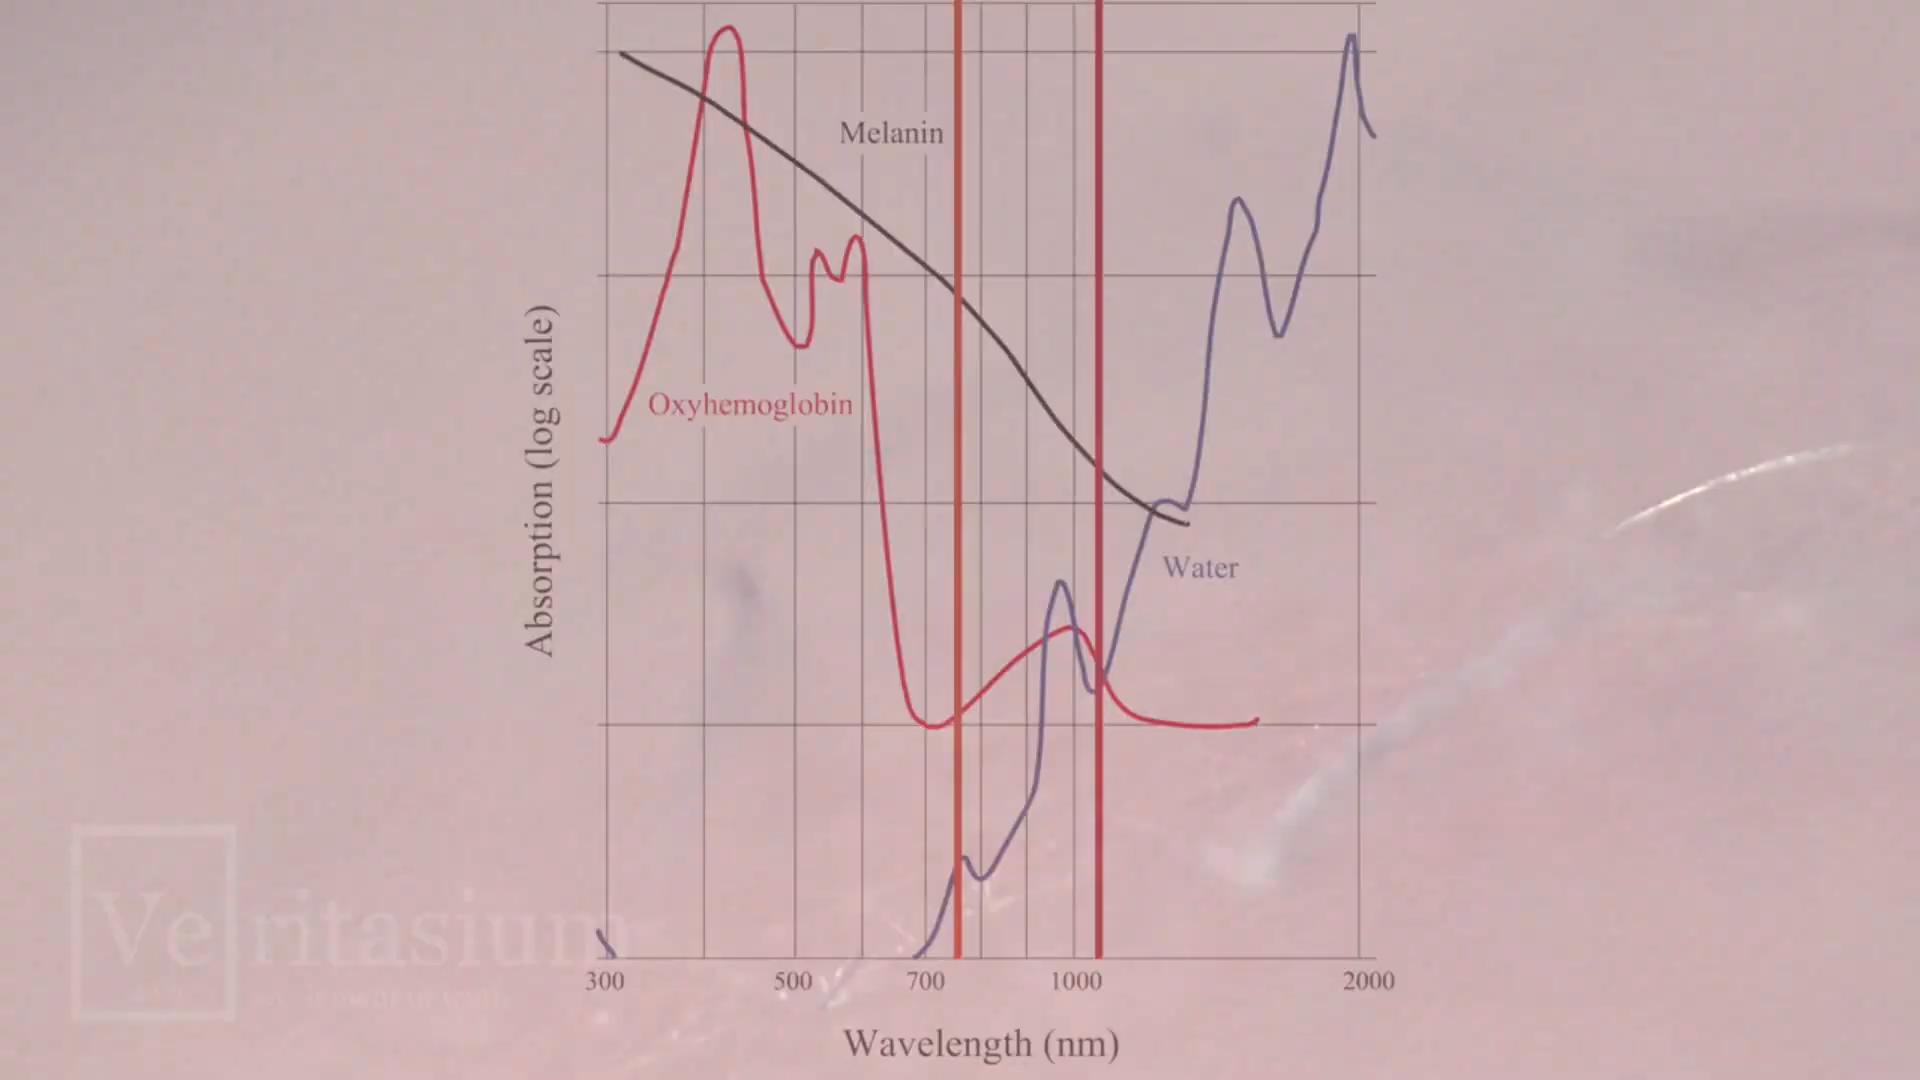 Melanin
Oxyhemoglobin
Water
Absorption (log scale)
300 500 700 1000 2000
Wavelength (nm)
Veritasium